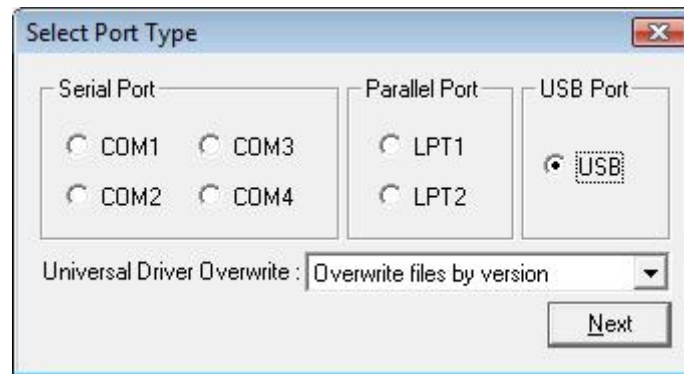 Select Port Type
Serial Port
Parallel Port
USB Port
COM1
COM3
LPT1
USB
COM2
COM4
LPT2
Universal Driver Overwrite : Overwrite files by version
Next